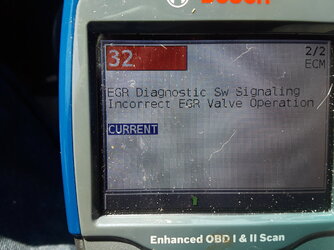 BOSCH
32
2/2
ECM
EGR Diagnostic Sw Signaling
Incorrect EGR Valve Operation
CURRENT
Enhanced OBD I & II Scan